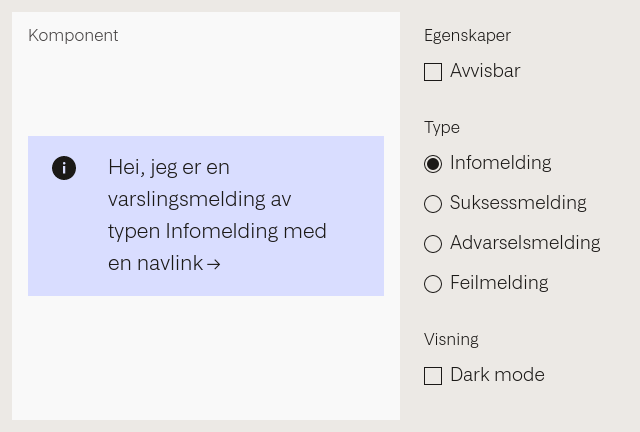 Komponent
Hei, jeg er en
varslingsmelding av
typen Infomelding med
en navlink →
Egenskaper
Avvisbar
Type
Infomelding
Suksessmelding
Advarselsmelding
Feilmelding
Visning
Dark mode